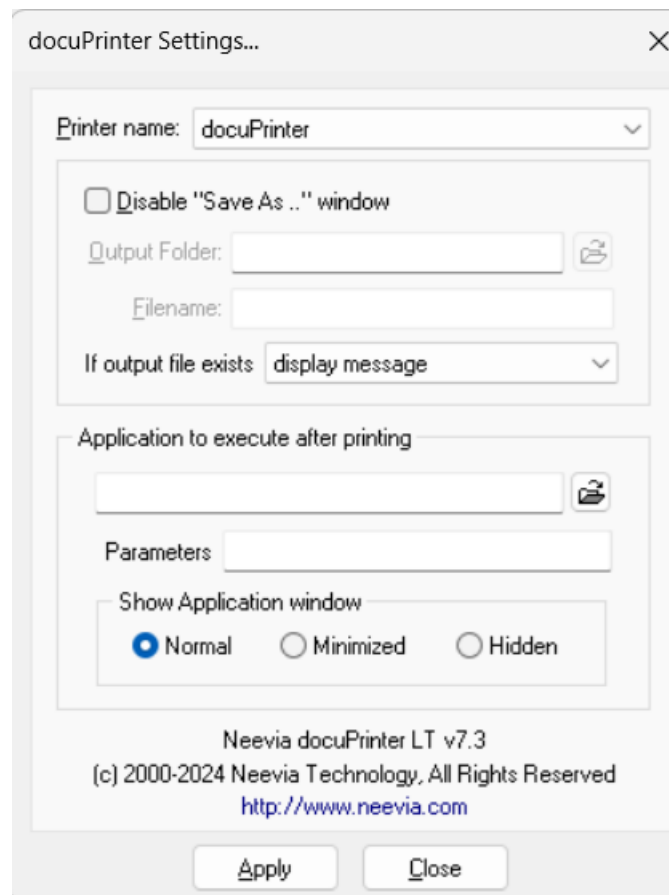 docuPrinter Settings...
Printer name: docuPrinter
Disable "Save As .." window
Output Folder:
Filename:
If output file exists display message
Application to execute after printing
Parameters
Show Application window
Normal Minimized Hidden
Neevia docuPrinter LT v7.3
(c) 2000-2024 Neevia Technology, All Rights Reserved
http://www.neevia.com
Apply Close